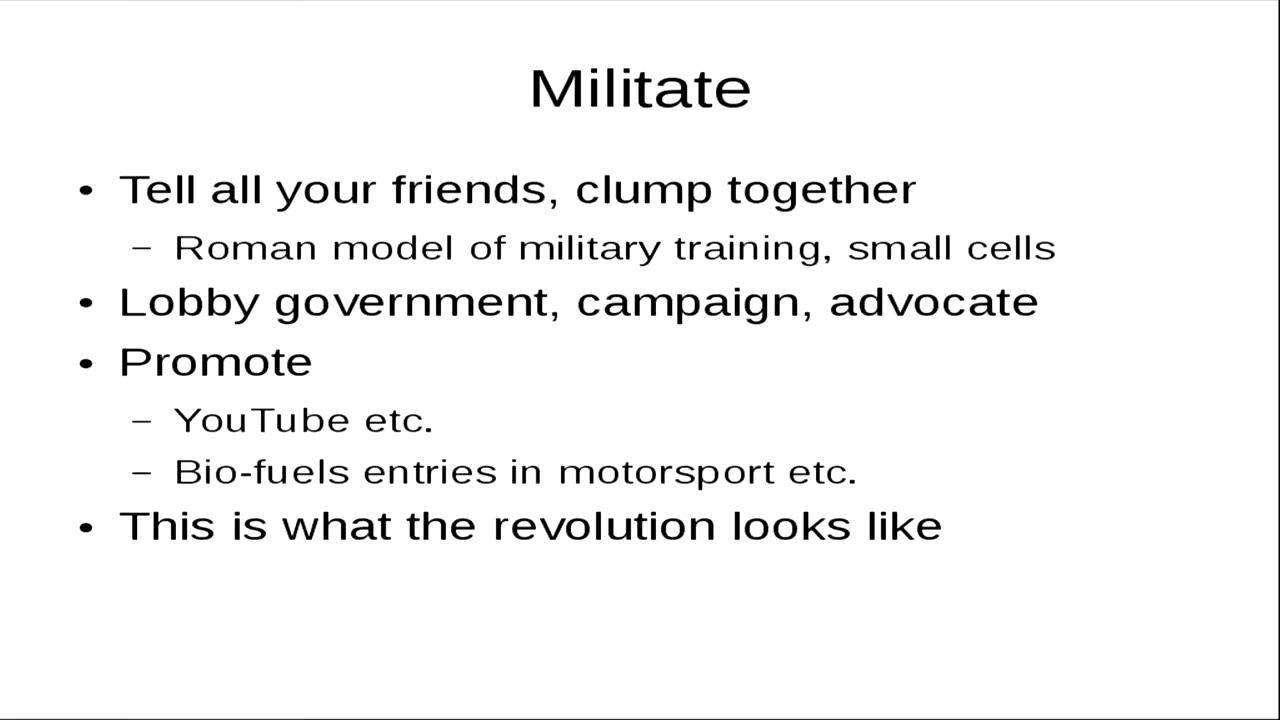 Militate
• Tell all your friends, clump together
– Roman model of military training, small cells
• Lobby government, campaign, advocate
• Promote
– YouTube etc.
– Bio-fuels entries in motorsport etc.
• This is what the revolution looks like